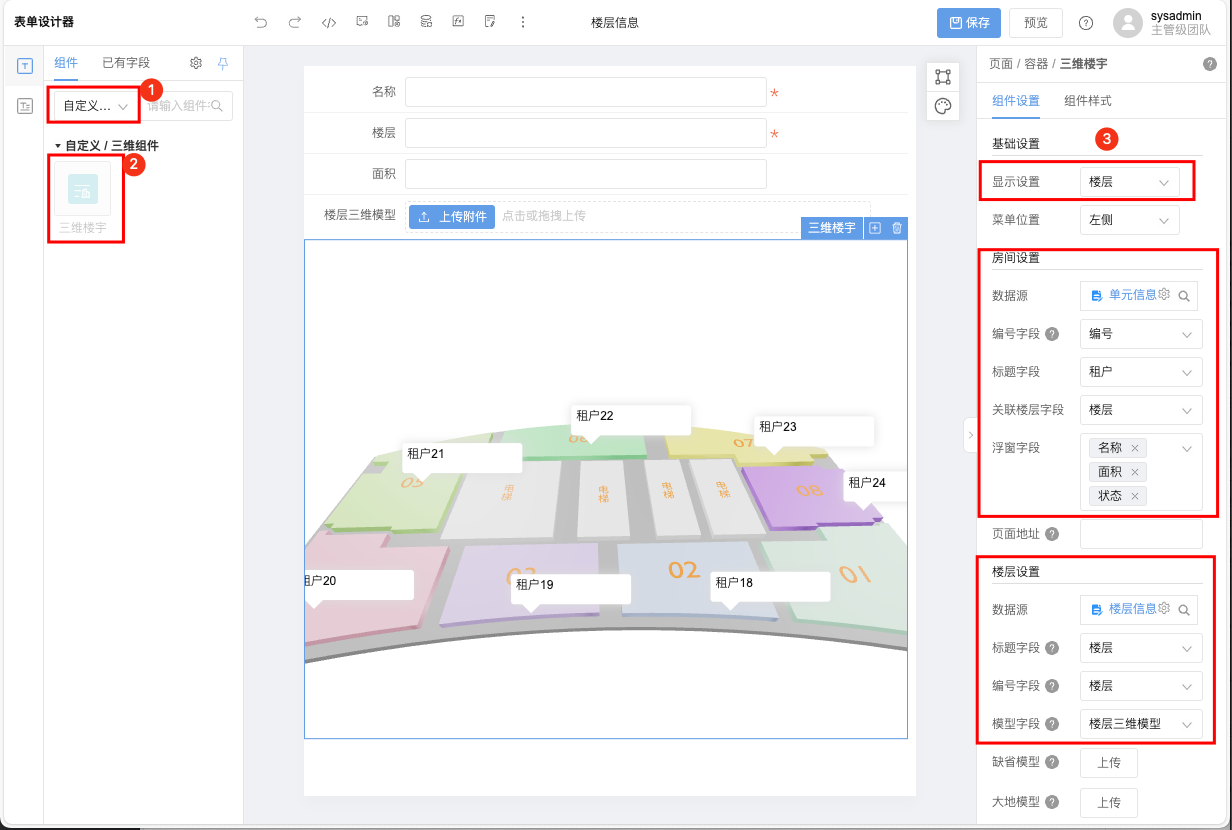 表单设计器
楼层信息
保存
预览
sysadmin
主管级团队
组件
已有字段
自定义...
请输入组件
1
自定义 / 三维组件
2
三维楼宇
名称
*
楼层
*
面积
楼层三维模型
上传附件
点击或拖拽上传
三维楼宇
租户22
租户23
租户21
租户24
07
05
08
电梯
电梯
电梯
电梯
租户20
03
租户19
02
租户18
01
页面 / 容器 / 三维楼宇
组件设置
组件样式
基础设置
3
显示设置
楼层
菜单位置
左侧
房间设置
数据源
单元信息
编号字段
编号
标题字段
租户
关联楼层字段
楼层
浮窗字段
名称
面积
状态
页面地址
楼层设置
数据源
楼层信息
标题字段
楼层
编号字段
楼层
模型字段
楼层三维模型
缺省模型
上传
大地模型
上传